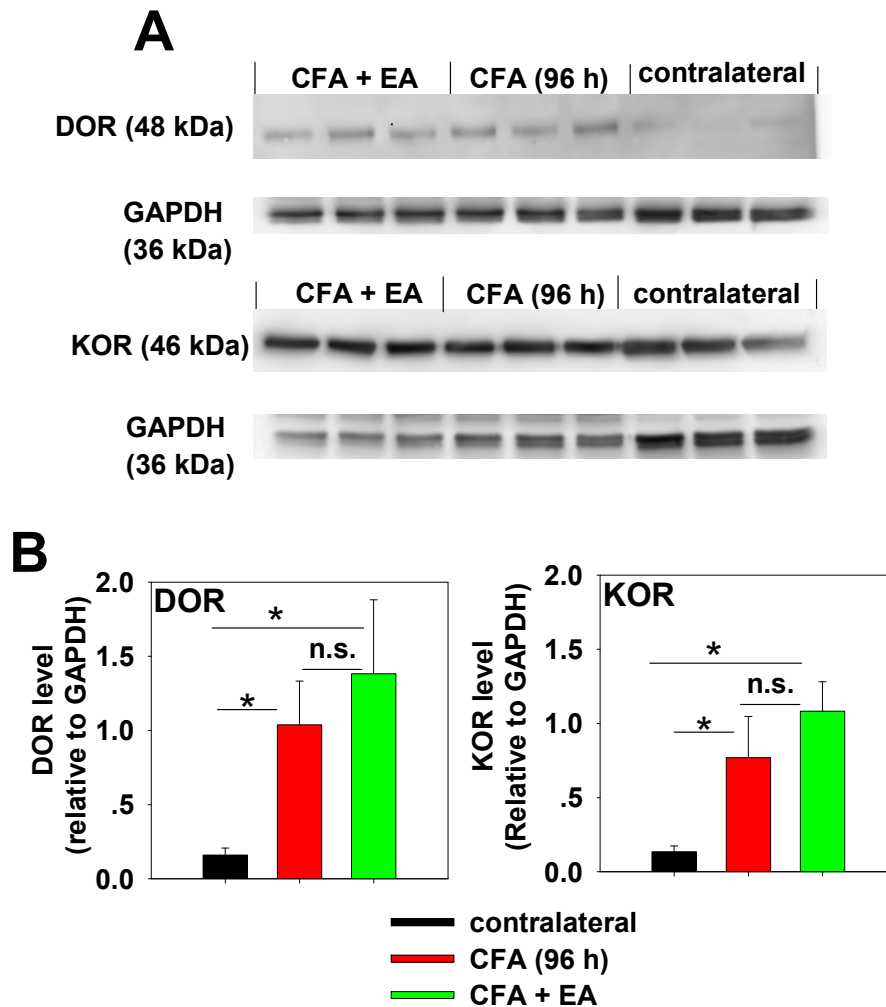 A
CFA + EA CFA (96 h) contralateral
DOR (48 kDa)
GAPDH
(36 kDa)
CFA + EA CFA (96 h) contralateral
KOR (46 kDa)
GAPDH
(36 kDa)
B
DOR level
(relative to GAPDH)
2.0
1.5
1.0
.5
0.0
DOR
*
n.s.
*
KOR level
(Relative to GAPDH)
2.0
1.5
1.0
.5
0.0
KOR
*
n.s.
*
contralateral
CFA (96 h)
CFA + EA